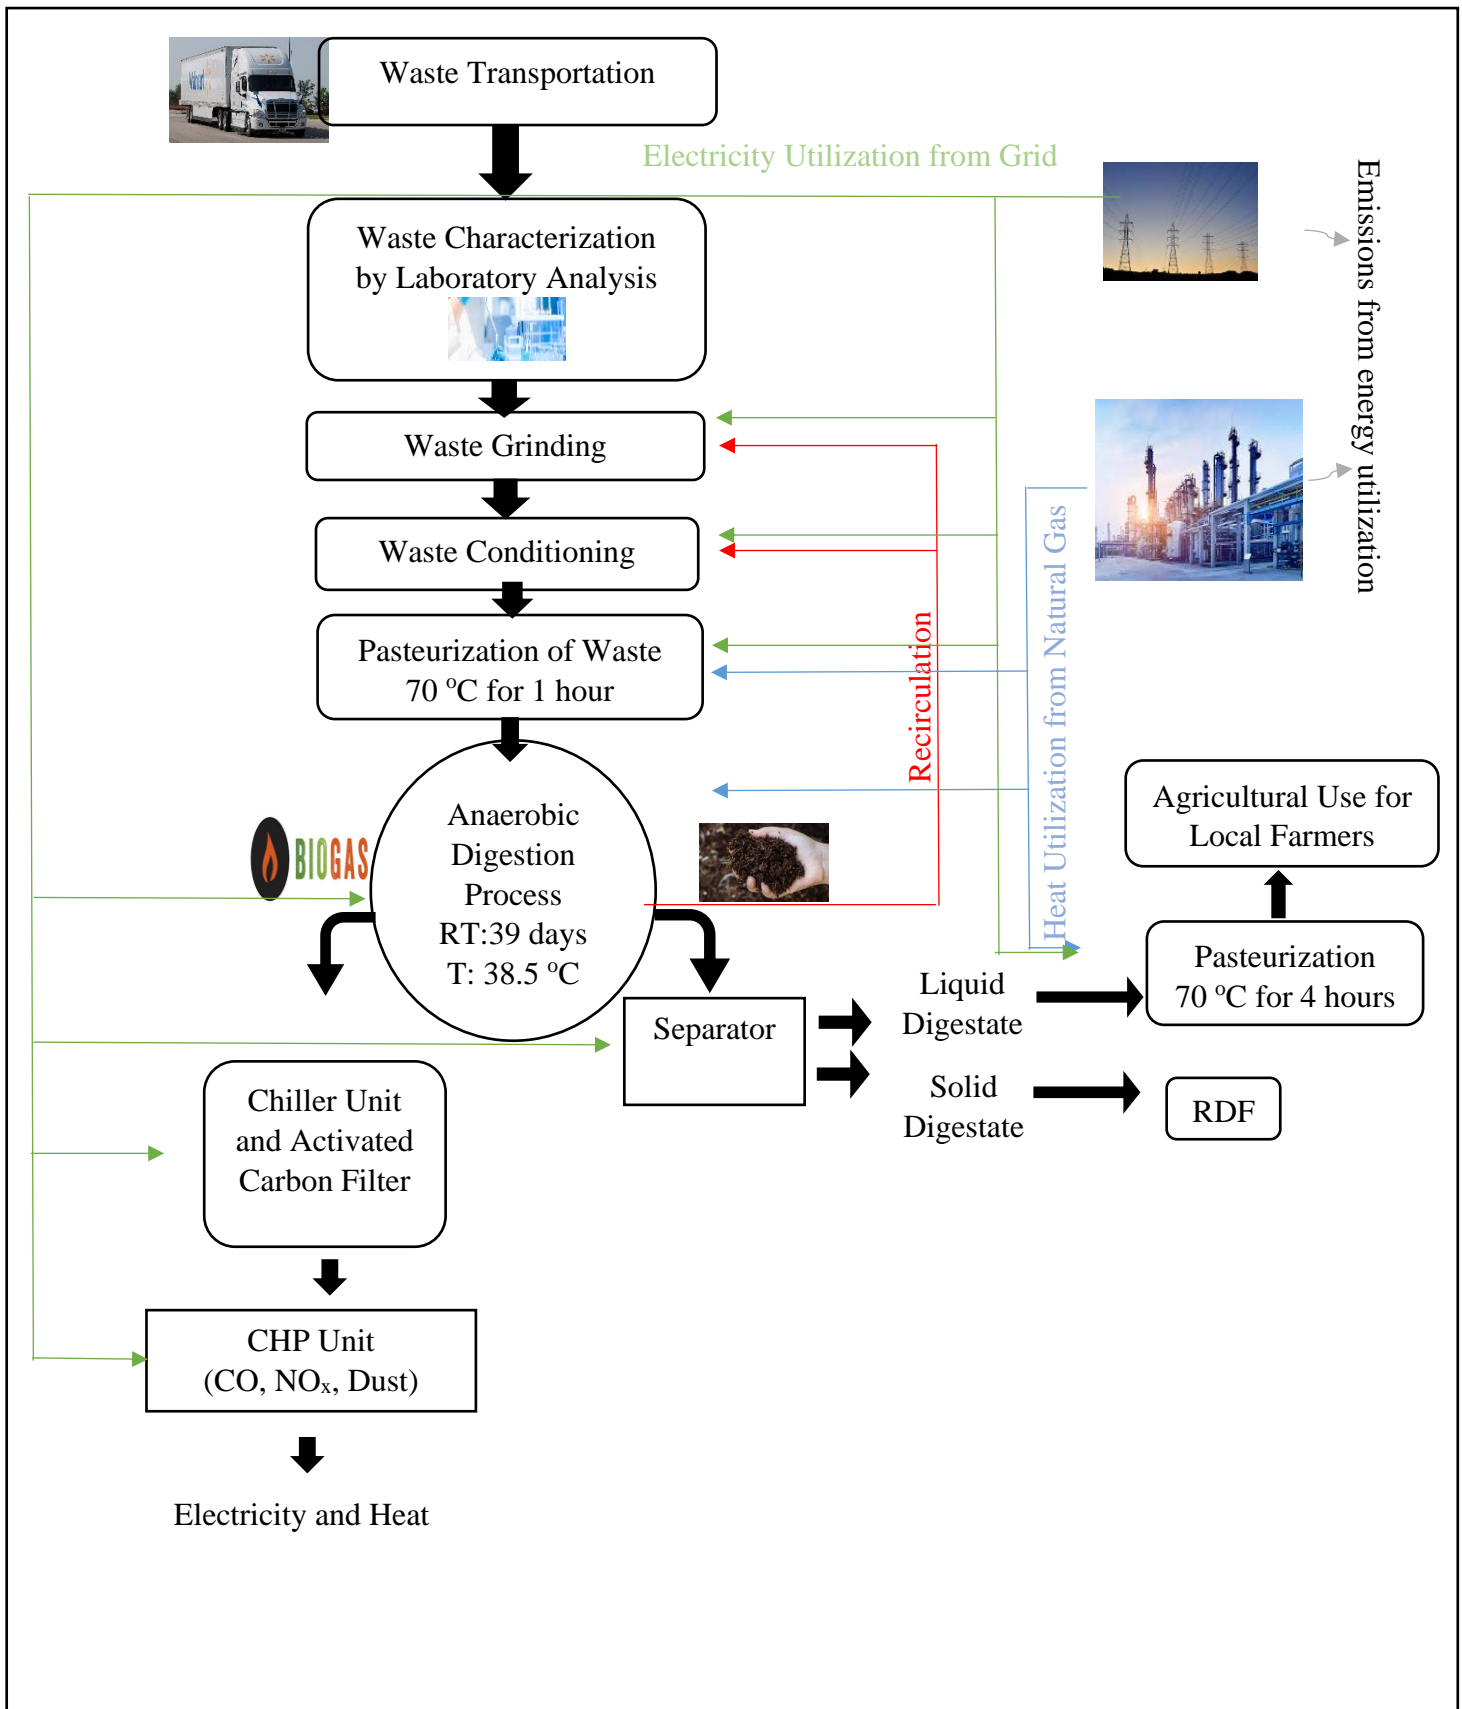 Waste Transportation
Electricity Utilization from Grid
Emissions from energy utilization
Waste Characterization
by Laboratory Analysis
Waste Grinding
Waste Conditioning
Heat Utilization from Natural Gas
Recirculation
Pasteurization of Waste
70 °C for 1 hour
Agricultural Use for
Local Farmers
BIOGAS
Anaerobic
Digestion
Process
RT:39 days
T: 38.5 °C
Pasteurization
70 °C for 4 hours
Liquid
Digestate
Separator
Solid
Digestate
RDF
Chiller Unit
and Activated
Carbon Filter
CHP Unit
(CO, NOₓ, Dust)
Electricity and Heat